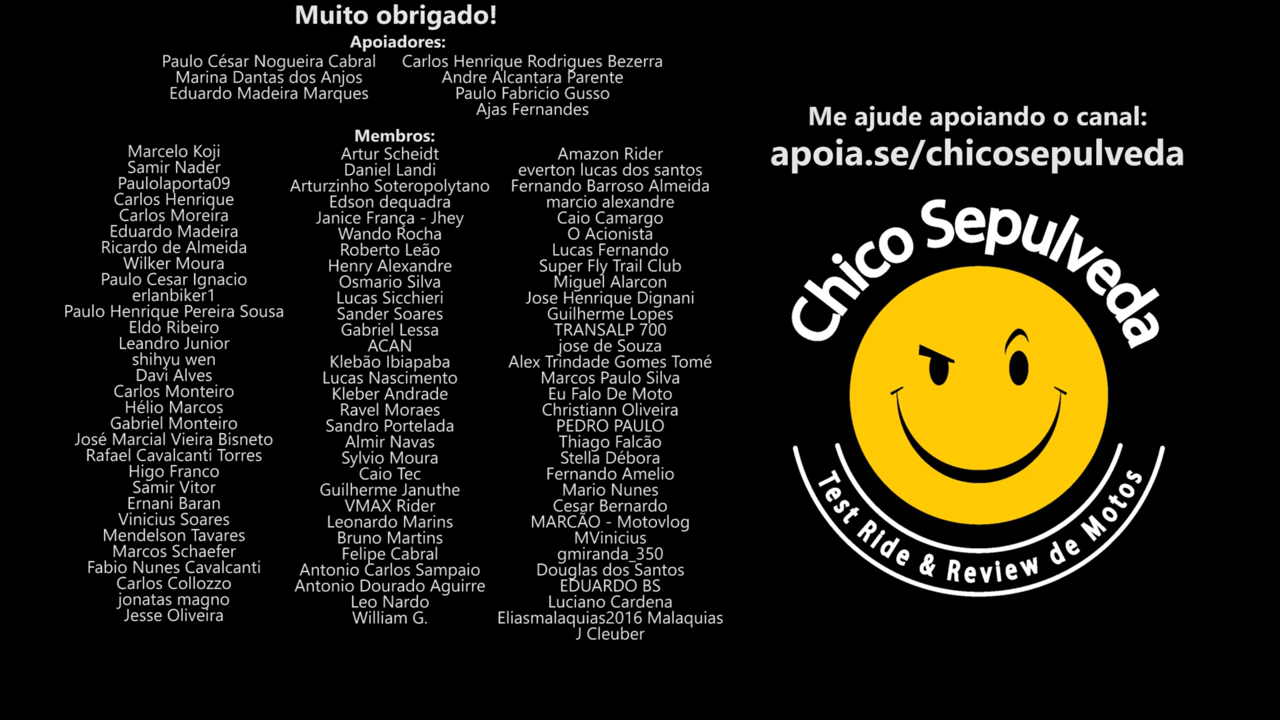 Muito obrigado!
Apoiadores:
Paulo César Nogueira Cabral
Marina Dantas dos Anjos
Eduardo Madeira Marques
Carlos Henrique Rodrigues Bezerra
Andre Alcantara Parente
Paulo Fabricio Gusso
Ajas Fernandes
Membros:
Marcelo Koji
Samir Nader
Paulolaporta09
Carlos Henrique
Carlos Moreira
Eduardo Madeira
Ricardo de Almeida
Wilker Moura
Paulo Cesar Ignacio
erlanbiker1
Paulo Henrique Pereira Sousa
Eldo Ribeiro
Leandro Junior
shihyu wen
Davi Alves
Carlos Monteiro
Hélio Marcos
Gabriel Monteiro
José Marcial Vieira Bisneto
Rafael Cavalcanti Torres
Higo Franco
Samir Vitor
Ernani Baran
Vinicius Soares
Mendelson Tavares
Marcos Schaefer
Fabio Nunes Cavalcanti
Carlos Collozzo
jonatas magno
Jesse Oliveira
Artur Scheidt
Daniel Landi
Arturzinho Soteropolytano
Edson dequadra
Janice França - Jhey
Wando Rocha
Roberto Leão
Henry Alexandre
Osmario Silva
Lucas Sicchieri
Sander Soares
Gabriel Lessa
ACAN
Klebão Ibiapaba
Lucas Nascimento
Kleber Andrade
Ravel Moraes
Sandro Portelada
Almir Navas
Sylvio Moura
Caio Tec
Guilherme Januthe
VMAX Rider
Leonardo Marins
Bruno Martins
Felipe Cabral
Antonio Carlos Sampaio
Antonio Dourado Aguirre
Leo Nardo
William G.
Amazon Rider
everton lucas dos santos
Fernando Barroso Almeida
marcio alexandre
Caio Camargo
O Acionista
Lucas Fernando
Super Fly Trail Club
Miguel Alarcon
Jose Henrique Dignani
Guilherme Lopes
TRANSALP 700
jose de Souza
Alex Trindade Gomes Tomé
Marcos Paulo Silva
Eu Falo De Moto
Christiann Oliveira
PEDRO PAULO
Thiago Falcão
Stella Débora
Fernando Amelio
Mario Nunes
Cesar Bernardo
MARCÃO - Motovlog
MVinicius
gmiranda_350
Douglas dos Santos
EDUARDO BS
Luciano Cardena
Eliasmalaquias2016 Malaquias
J Cleuber
Me ajude apoiando o canal:
apoia.se/chicosepulveda
Chico Sepulveda
Test Ride & Review de Motos